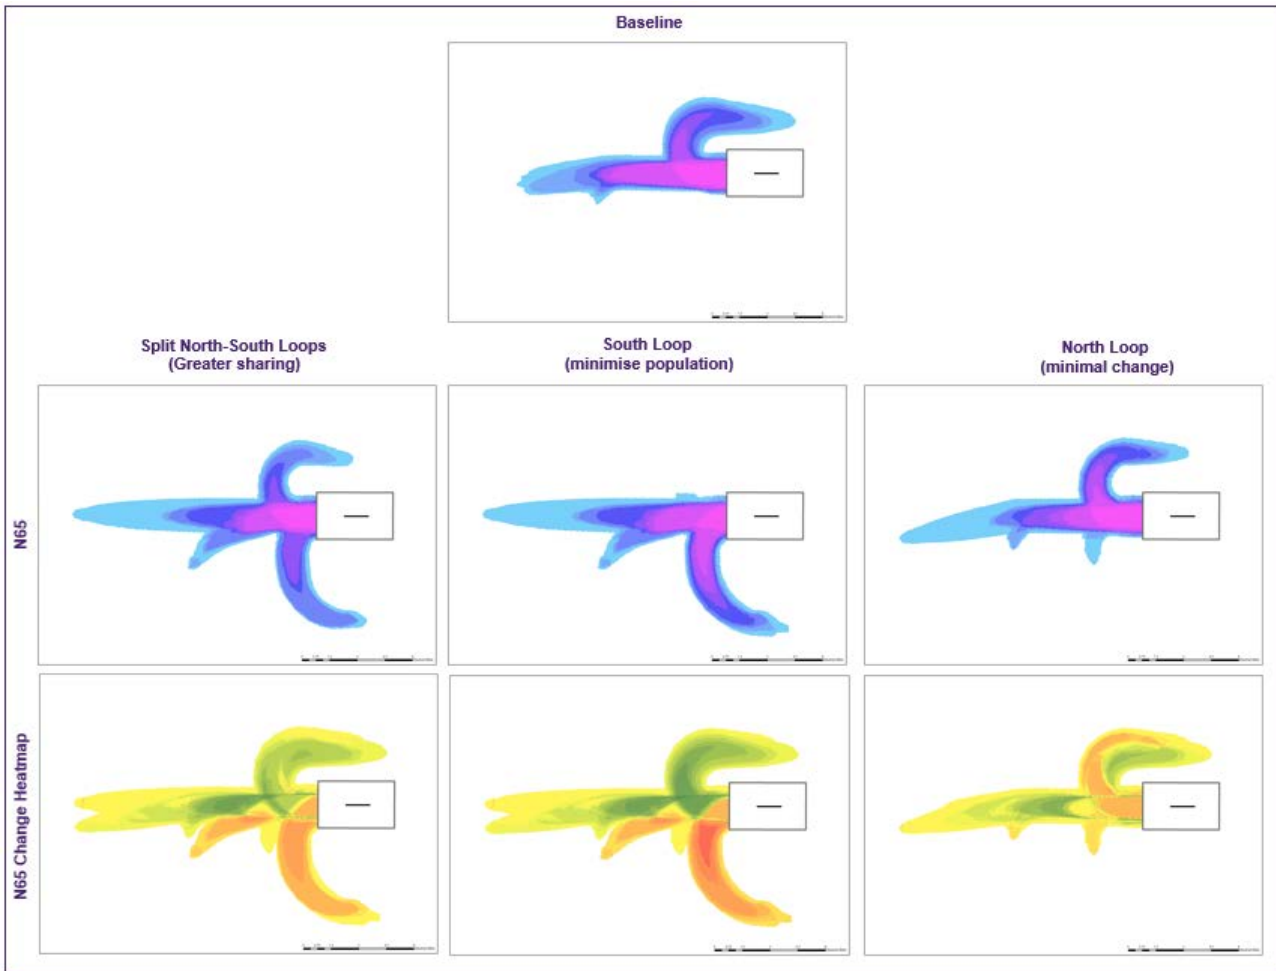 Baseline
Split North-South Loops
(Greater sharing)
South Loop
(minimise population)
North Loop
(minimal change)
N65
N65 Change Heatmap